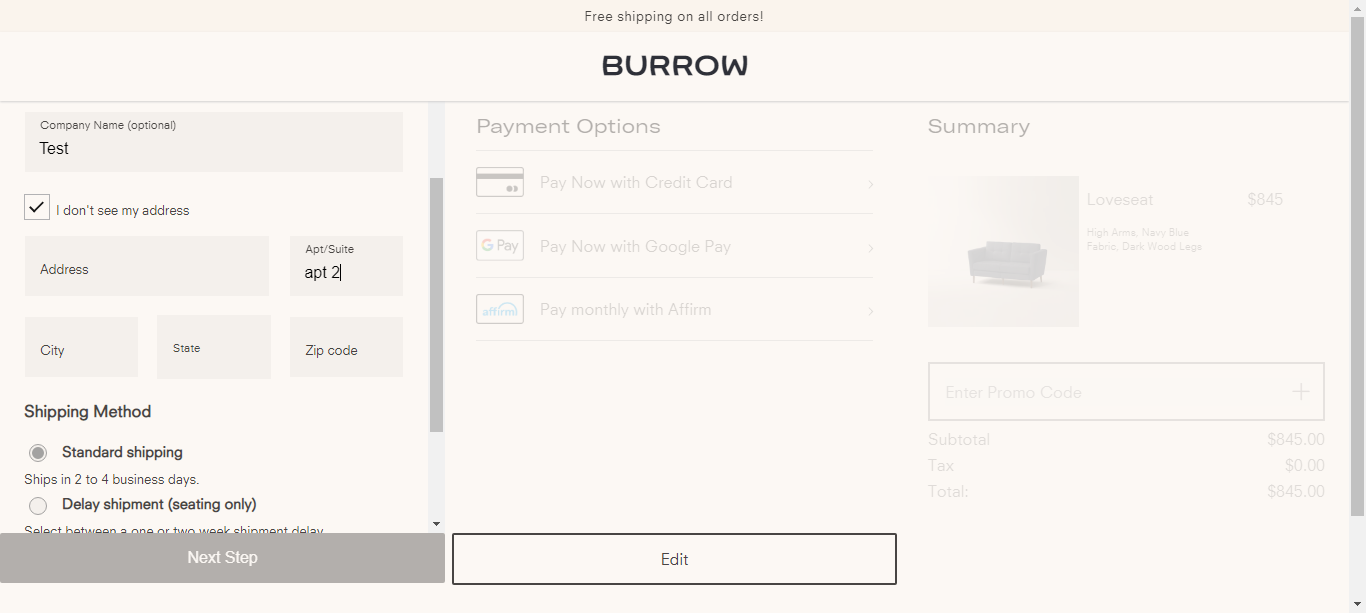 Free shipping on all orders!
BURROW
Company Name (optional)
Test
I don't see my address
Address
Apt/Suite
apt 2
City
State
Zip code
Shipping Method
Standard shipping
Ships in 2 to 4 business days.
Delay shipment (seating only)
Select between a one or two week shipment delay
Next Step
Payment Options
Pay Now with Credit Card
G Pay
Pay Now with Google Pay
affirm
Pay monthly with Affirm
Edit
Summary
Loveseat $845
High Arms, Navy Blue
Fabric, Dark Wood Legs
Enter Promo Code
Subtotal $845.00
Tax $0.00
Total: $845.00